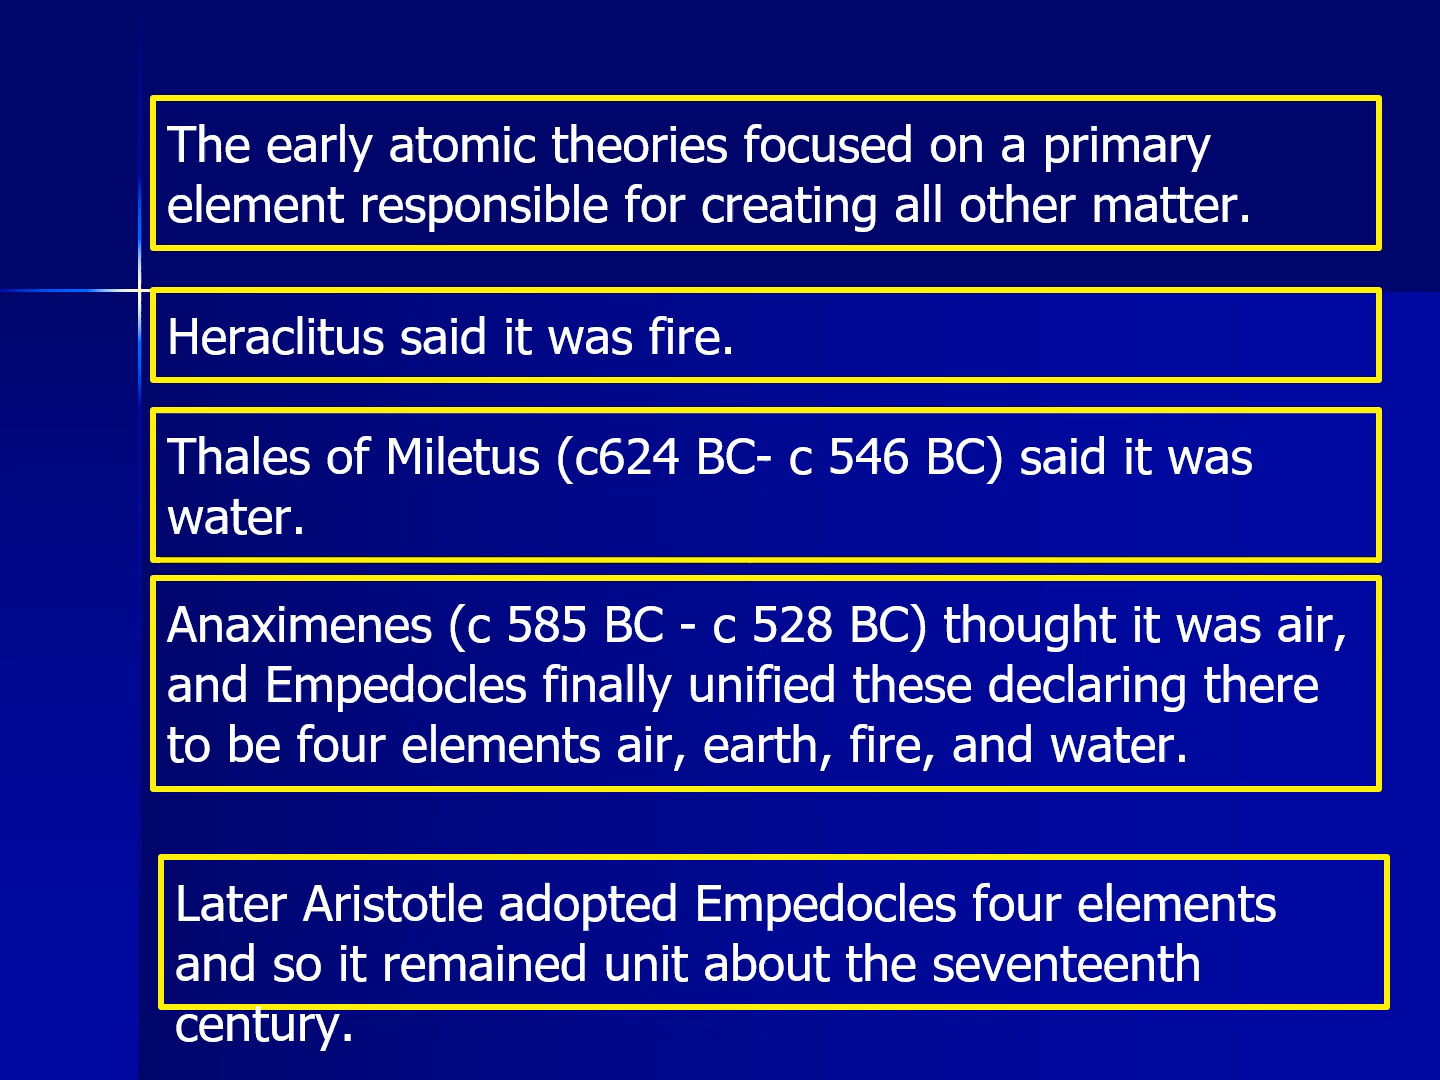 The early atomic theories focused on a primary
element responsible for creating all other matter.
Heraclitus said it was fire.
Thales of Miletus (c624 BC- c 546 BC) said it was
water.
Anaximenes (c 585 BC - c 528 BC) thought it was air,
and Empedocles finally unified these declaring there
to be four elements air, earth, fire, and water.
Later Aristotle adopted Empedocles four elements
and so it remained unit about the seventeenth
century.